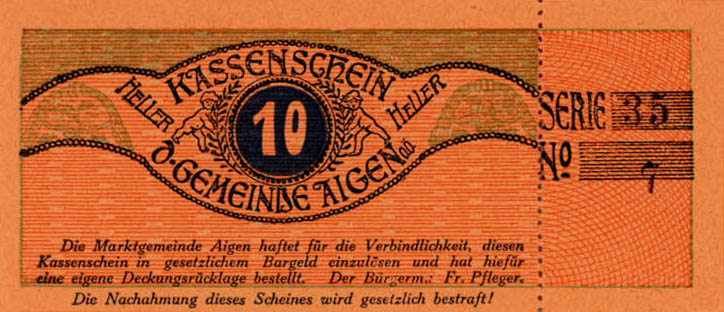 KASSENSCHEIN
HELLER
10
HELLER
D·GEMEINDE AIGEN OÖ
SERIE 35
Nº 7
Die Marktgemeinde Aigen haftet für die Verbindlichkeit, diesen
Kassenschein in gesetzlichem Bargeld einzulösen und hat hiefür
eine eigene Deckungsrücklage bestellt. Der Bürgerm.: Fr. Pfleger.
Die Nachahmung dieses Scheines wird gesetzlich bestraft!